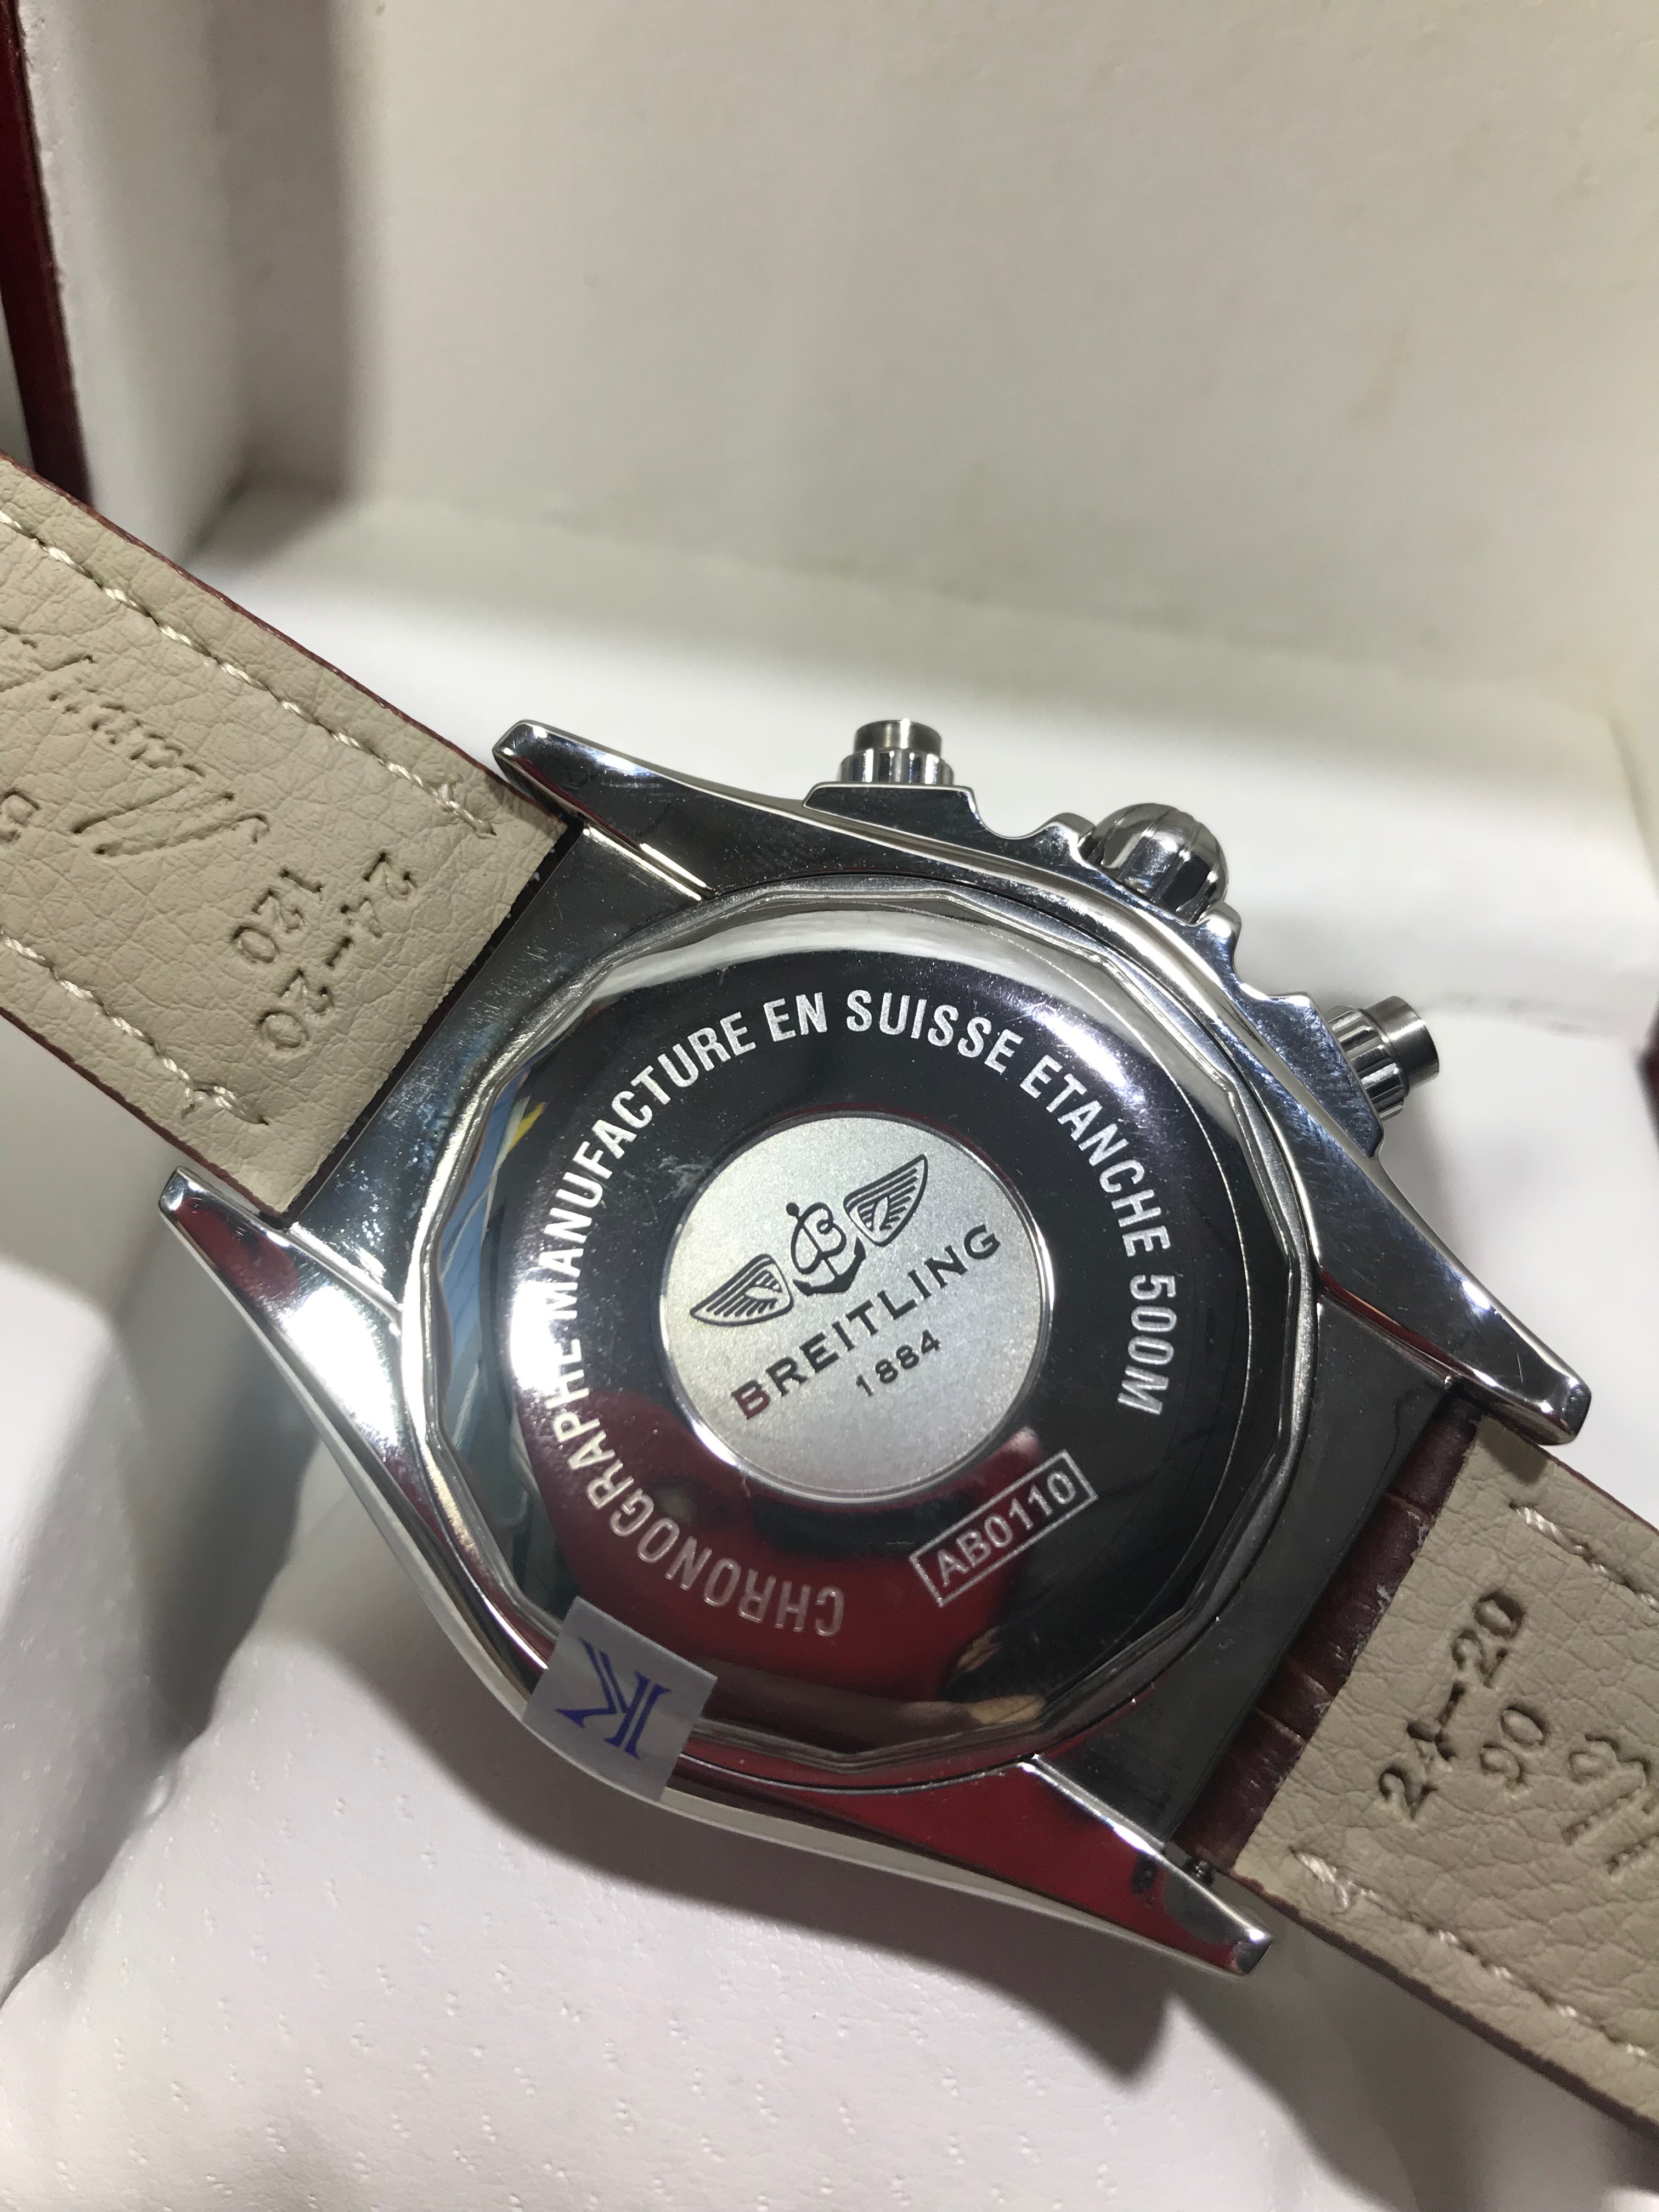 CHRONOGRAPHE MANUFACTURE EN SUISSE ETANCHE 500M
B
BREITLING
1884
AB0110
K
24-20
120
24-20
90